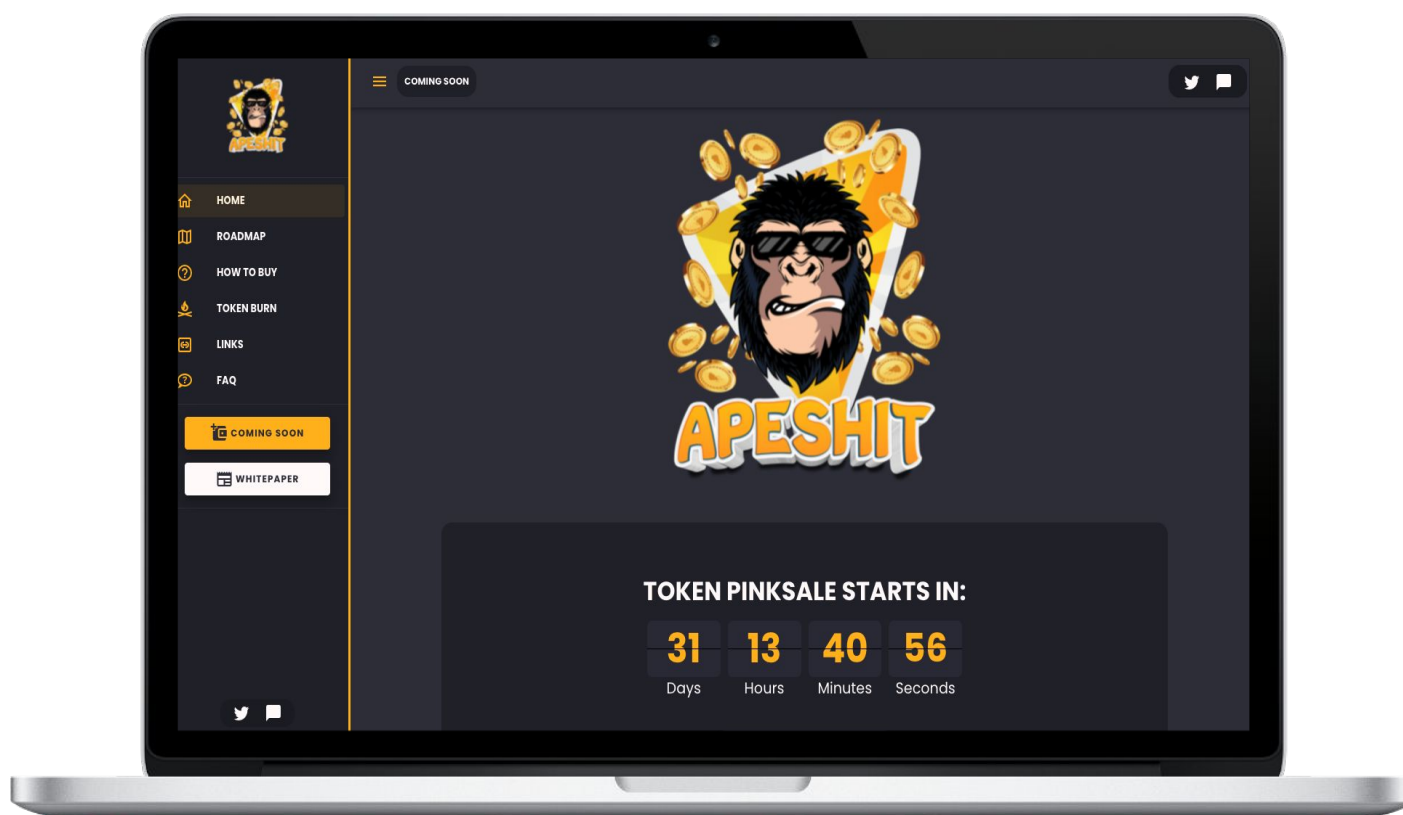 APESHIT
HOME
ROADMAP
HOW TO BUY
TOKEN BURN
LINKS
FAQ
COMING SOON
WHITEPAPER
COMING SOON
APESHIT
TOKEN PINKSALE STARTS IN:
31 13 40 56
Days Hours Minutes Seconds